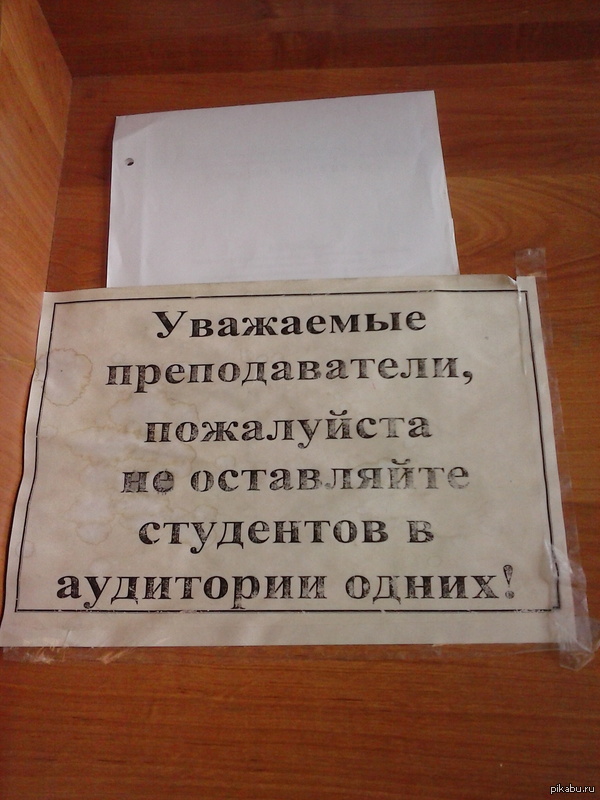 Уважаемые
преподаватели,
пожалуйста
не оставляйте
студентов в
аудитории одних!
pikabu.ru